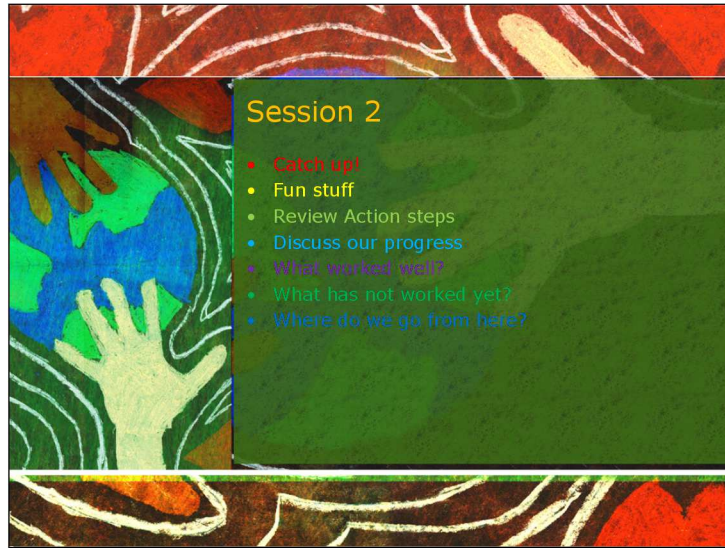 Session 2
• Catch up!
• Fun stuff
• Review Action steps
• Discuss our progress
• What worked well?
• What has not worked yet?
• Where do we go from here?